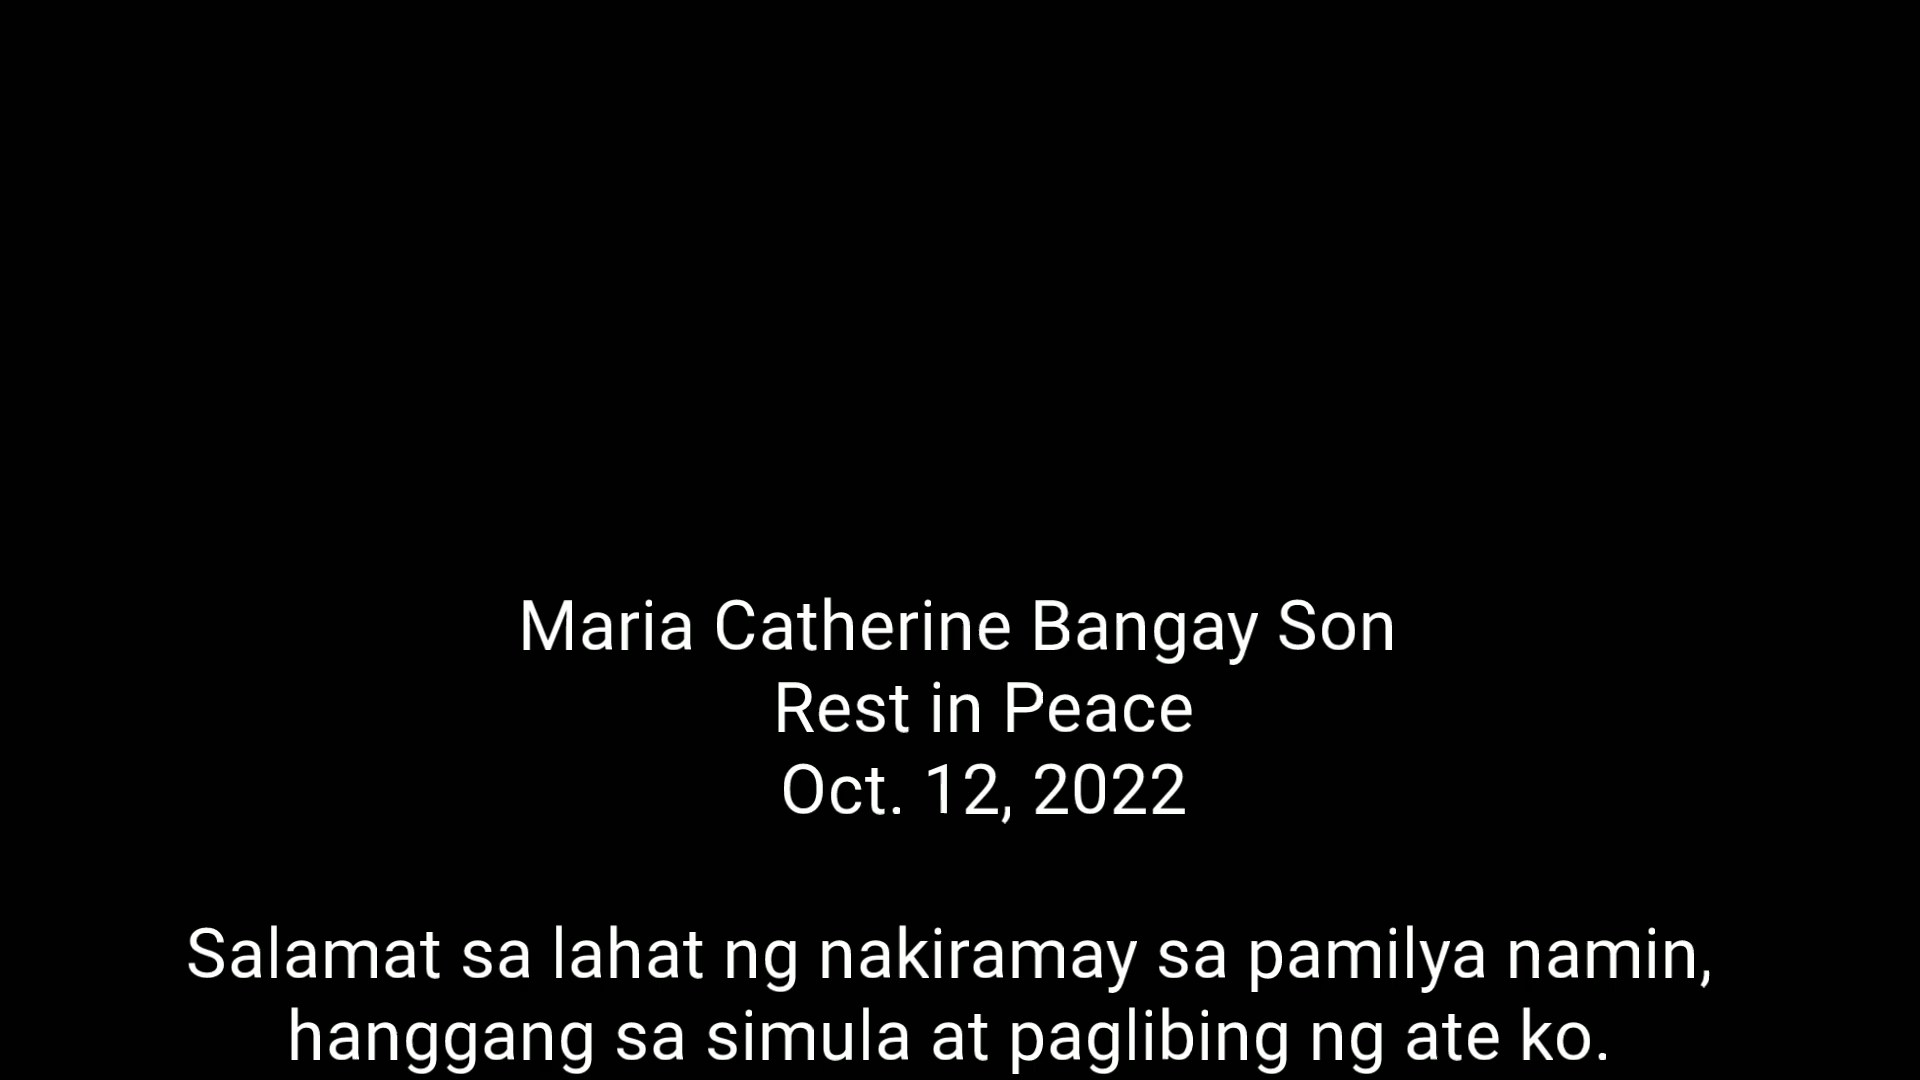 Maria Catherine Bangay Son
Rest in Peace
Oct. 12, 2022
Salamat sa lahat ng nakiramay sa pamilya namin,
hanggang sa simula at paglibing ng ate ko.